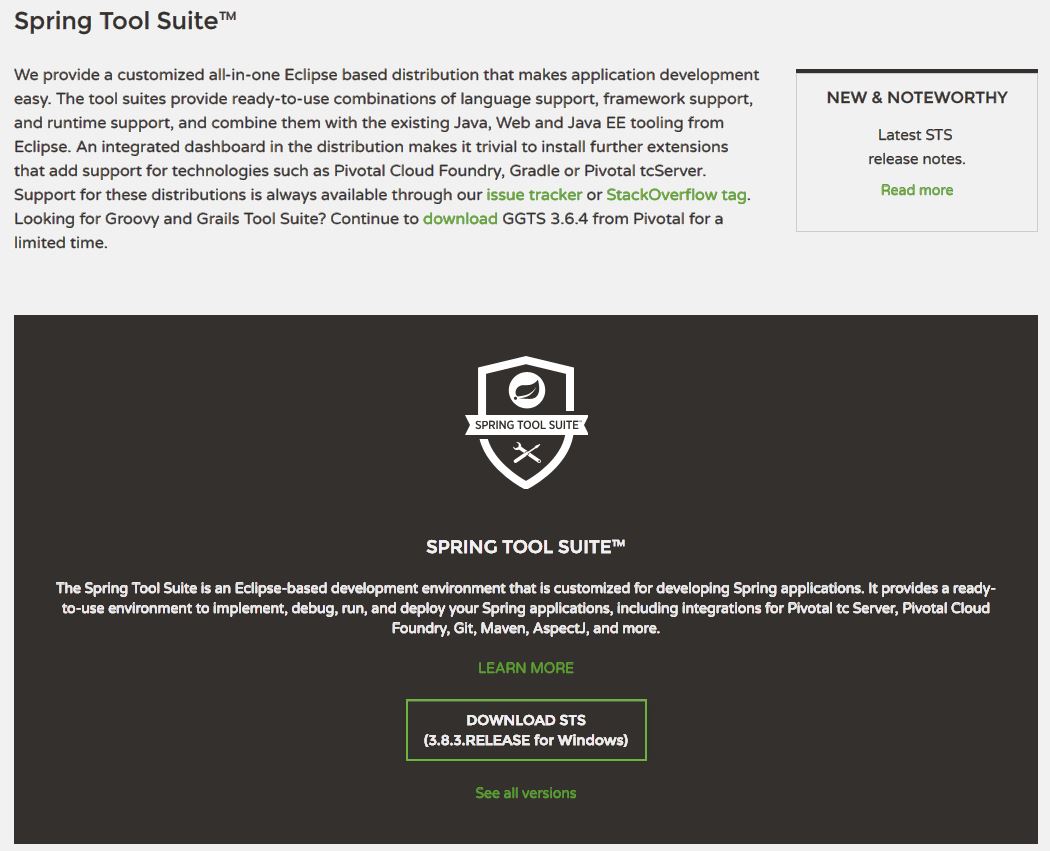 Spring Tool Suite™
We provide a customized all-in-one Eclipse based distribution that makes application development
easy. The tool suites provide ready-to-use combinations of language support, framework support,
and runtime support, and combine them with the existing Java, Web and Java EE tooling from
Eclipse. An integrated dashboard in the distribution makes it trivial to install further extensions
that add support for technologies such as Pivotal Cloud Foundry, Gradle or Pivotal tcServer.
Support for these distributions is always available through our issue tracker or StackOverflow tag.
Looking for Groovy and Grails Tool Suite? Continue to download GGTS 3.6.4 from Pivotal for a
limited time.
NEW & NOTEWORTHY
Latest STS
release notes.
Read more
SPRING TOOL SUITE™
SPRING TOOL SUITE™
The Spring Tool Suite is an Eclipse-based development environment that is customized for developing Spring applications. It provides a ready-
to-use environment to implement, debug, run, and deploy your Spring applications, including integrations for Pivotal tc Server, Pivotal Cloud
Foundry, Git, Maven, AspectJ, and more.
LEARN MORE
DOWNLOAD STS
(3.8.3.RELEASE for Windows)
See all versions